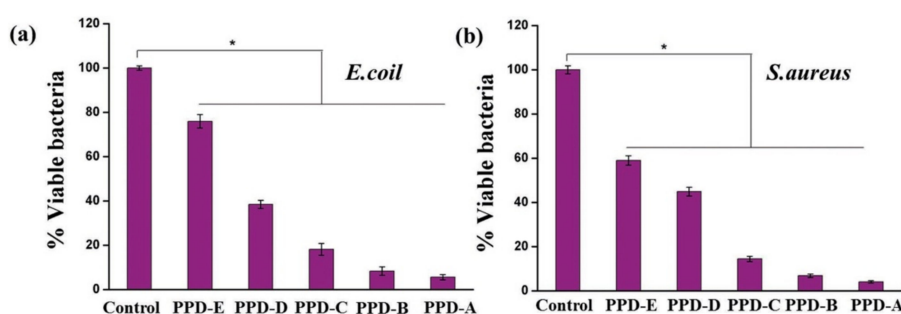 (a)
% Viable bacteria
120
100
80
60
40
20
0
*
E.coil
Control PPD-E PPD-D PPD-C PPD-B PPD-A
(b)
% Viable bacteria
120
100
80
60
40
20
0
*
S.aureus
Control PPD-E PPD-D PPD-C PPD-B PPD-A